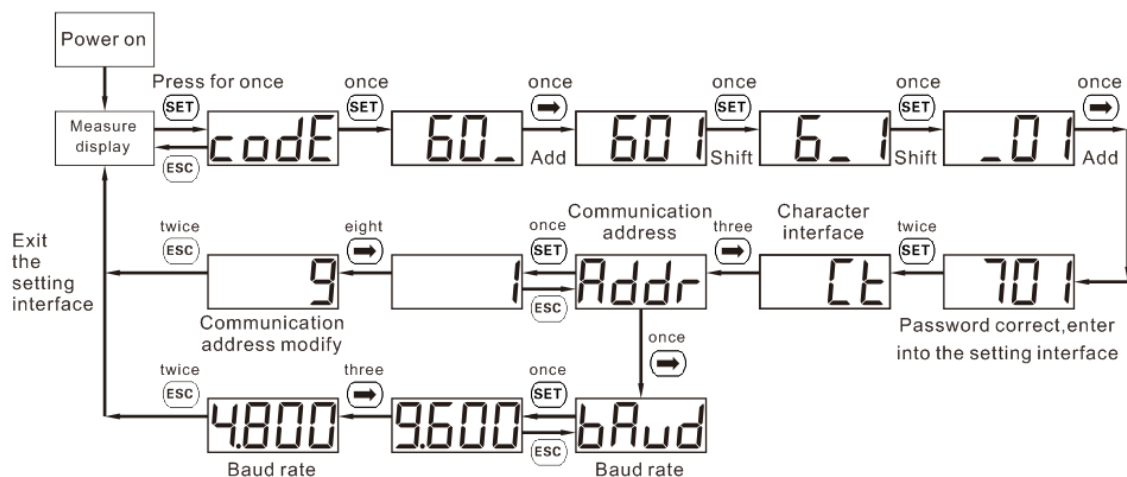 Power on
Press for once
once
once
once
once
once
SET
SET
➡
SET
SET
➡
Measure
display
codE
60_
601
6_1
_01
ESC
Add
Shift
Shift
Add
Exit
the
setting
interface
twice
eight
once
Communication
address
three
Character
interface
twice
ESC
➡
SET
➡
SET
9
1
Addr
Ct
701
ESC
Communication
address modify
Password correct,enter
into the setting interface
once
➡
twice
three
once
ESC
➡
SET
4.800
9.600
bAud
ESC
Baud rate
Baud rate